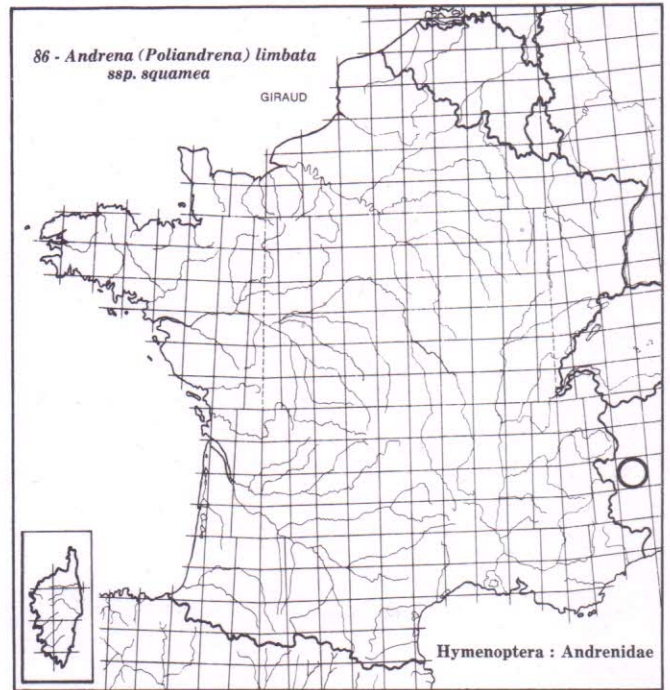 86 - Andrena (Poliandrena) limbata
ssp. squamea
GIRAUD
Hymenoptera : Andrenidae